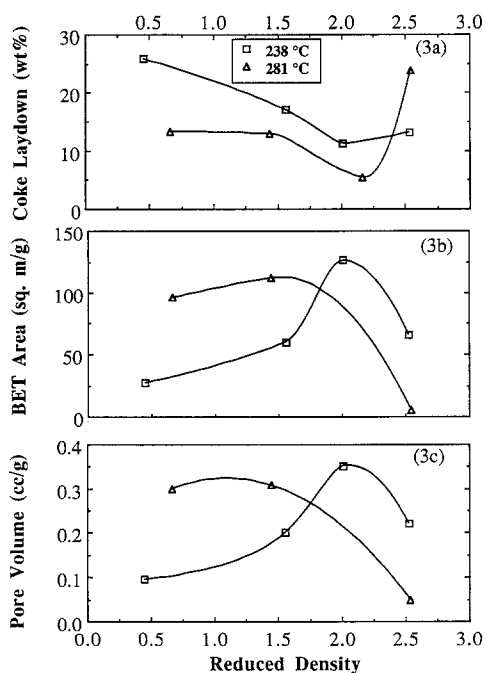 0.5 1.0 1.5 2.0 2.5 3.0
30
20
10
0
Coke Laydown (wt%)
238 °C
281 °C
(3a)
150
100
50
0
BET Area (sq. m/g)
(3b)
0.4
0.3
0.2
0.1
0.0
Pore Volume (cc/g)
(3c)
0.0 0.5 1.0 1.5 2.0 2.5 3.0
Reduced Density